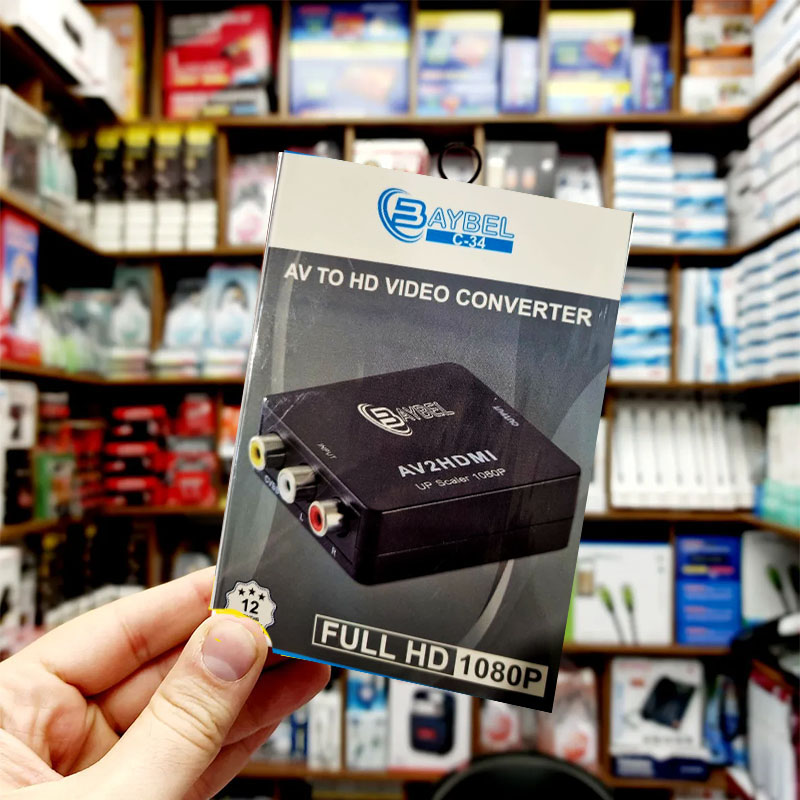 BAYBEL
C-34
AV TO HD VIDEO CONVERTER
BAYBEL
OUTPUT
INPUT
AV2HDMI
UP Scaler 1080P
L
R
12
FULL HD 1080P